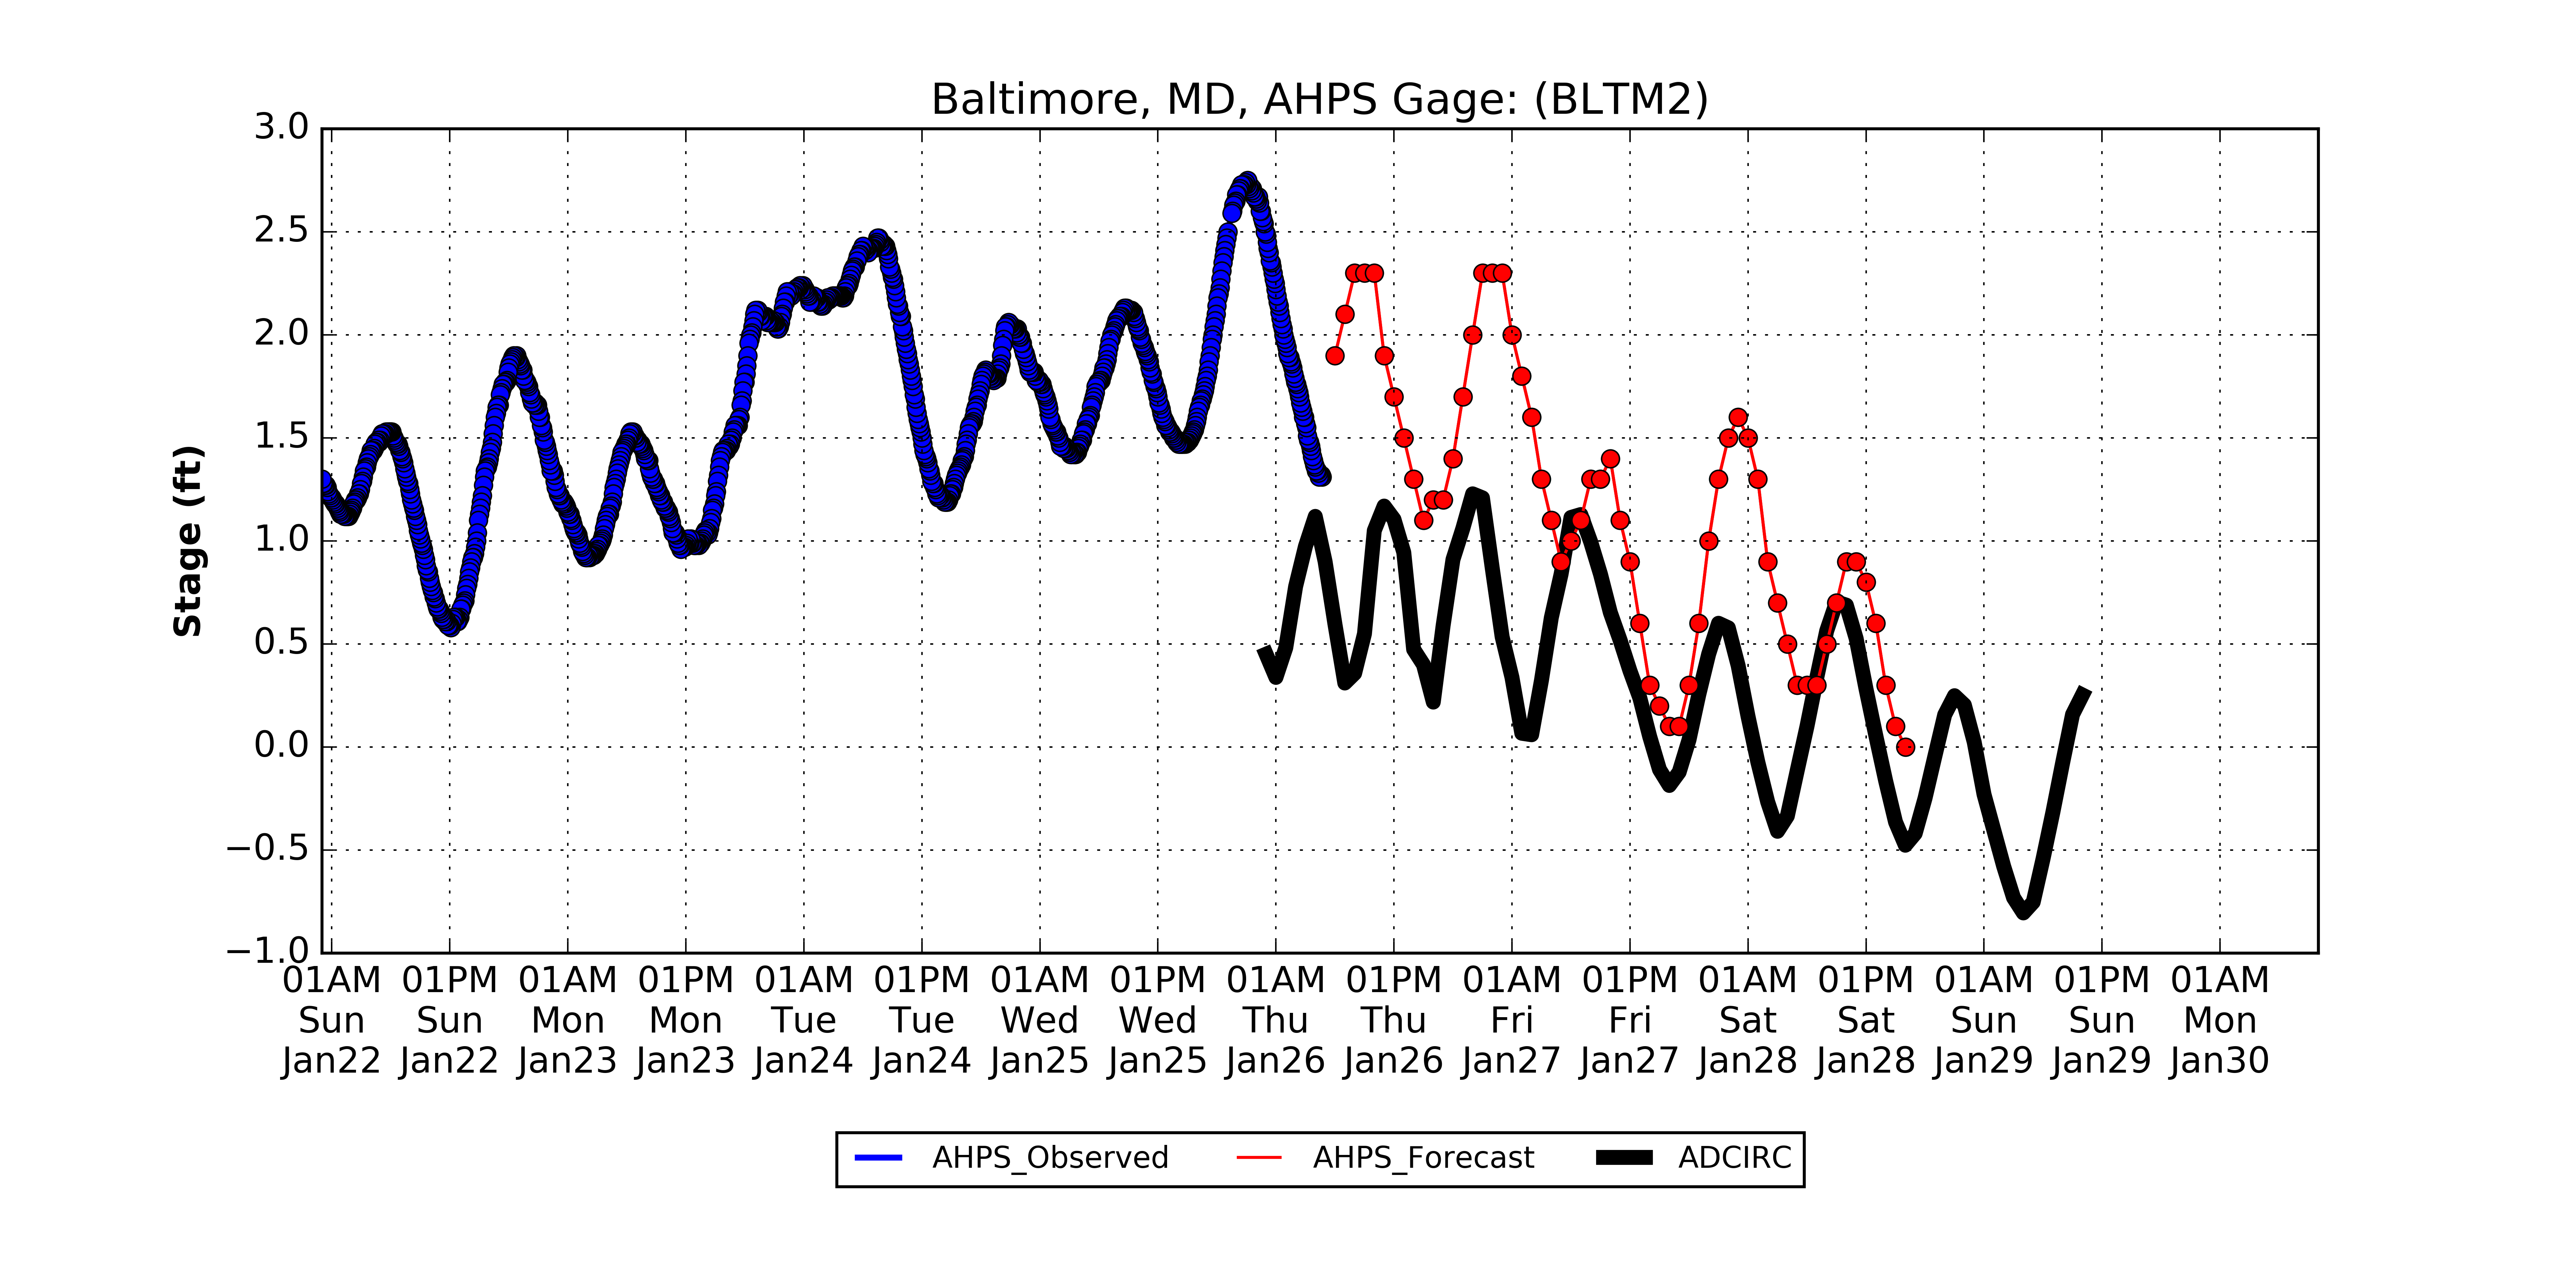 Baltimore, MD, AHPS Gage: (BLTM2)
3.0
2.5
2.0
1.5
1.0
0.5
0.0
−0.5
−1.0
Stage (ft)
01AM 01PM 01AM 01PM 01AM 01PM 01AM 01PM 01AM 01PM 01AM 01PM 01AM 01PM 01AM 01PM 01AM
Sun Sun Mon Mon Tue Tue Wed Wed Thu Thu Fri Fri Sat Sat Sun Sun Mon
Jan22 Jan22 Jan23 Jan23 Jan24 Jan24 Jan25 Jan25 Jan26 Jan26 Jan27 Jan27 Jan28 Jan28 Jan29 Jan29 Jan30
AHPS_Observed AHPS_Forecast ADCIRC